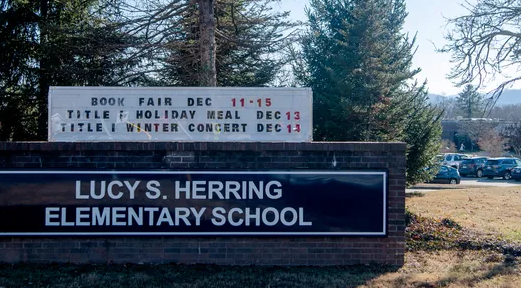 BOOK FAIR DEC 11-15
TITLE I HOLIDAY MEAL DEC 13
TITLE I WINTER CONCERT DEC 13
LUCY S. HERRING
ELEMENTARY SCHOOL